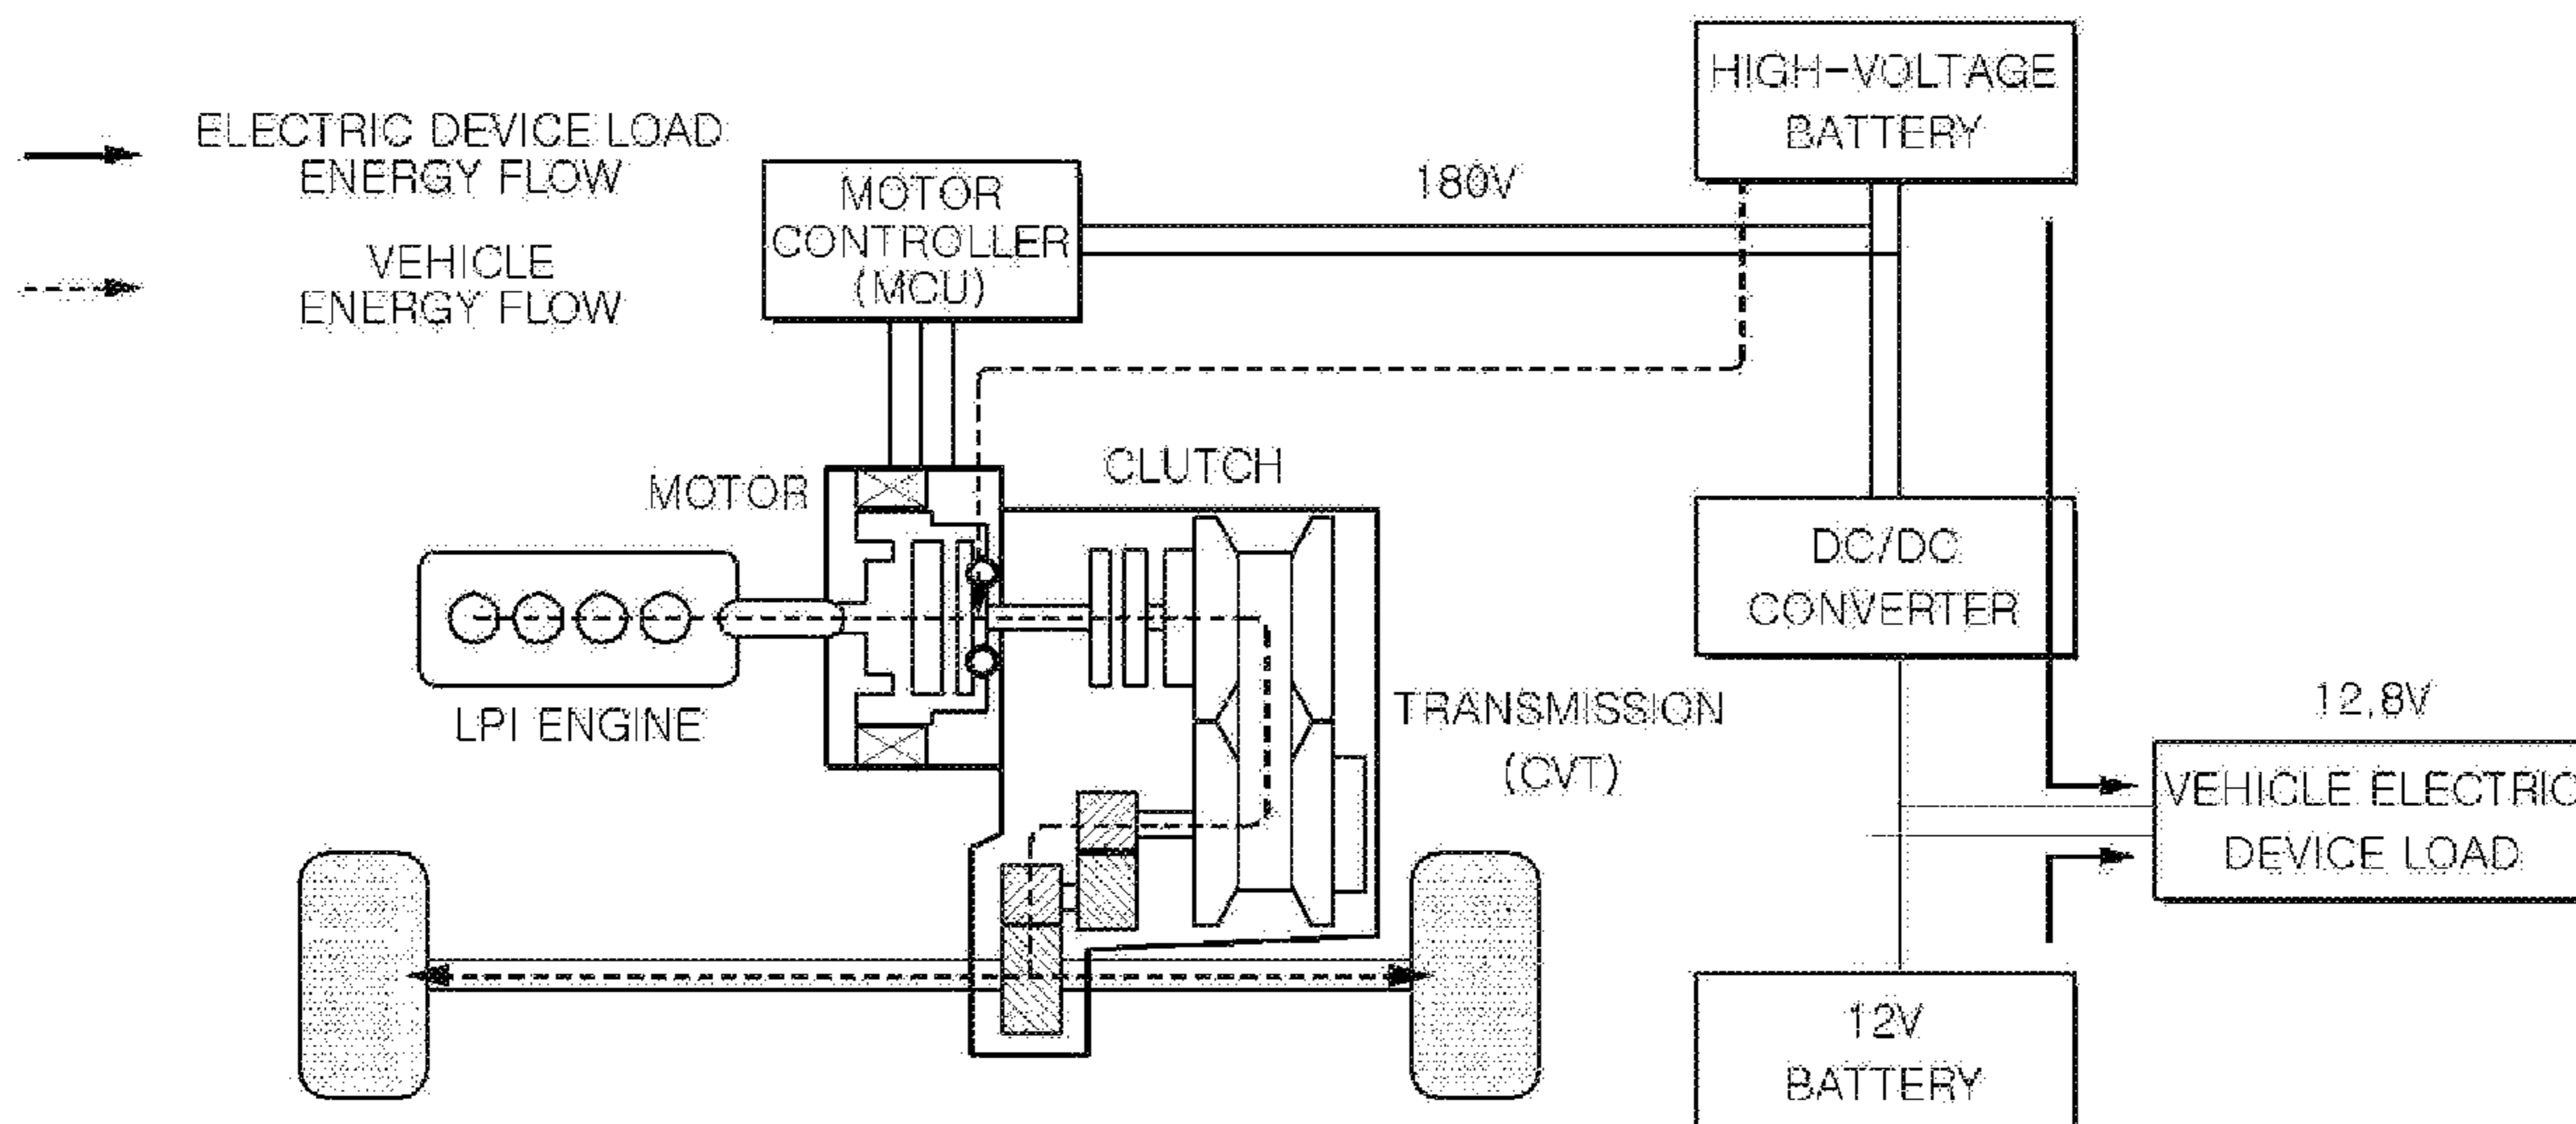 HIGH-VOLTAGE
BATTERY
ELECTRIC DEVICE LOAD
ENERGY FLOW
VEHICLE
ENERGY FLOW
MOTOR
CONTROLLER
(MCU)
180V
MOTOR
CLUTCH
DC/DC
CONVERTER
LPI ENGINE
TRANSMISSION
(CVT)
12,8V
VEHICLE ELECTRIC
DEVICE LOAD
12V
BATTERY